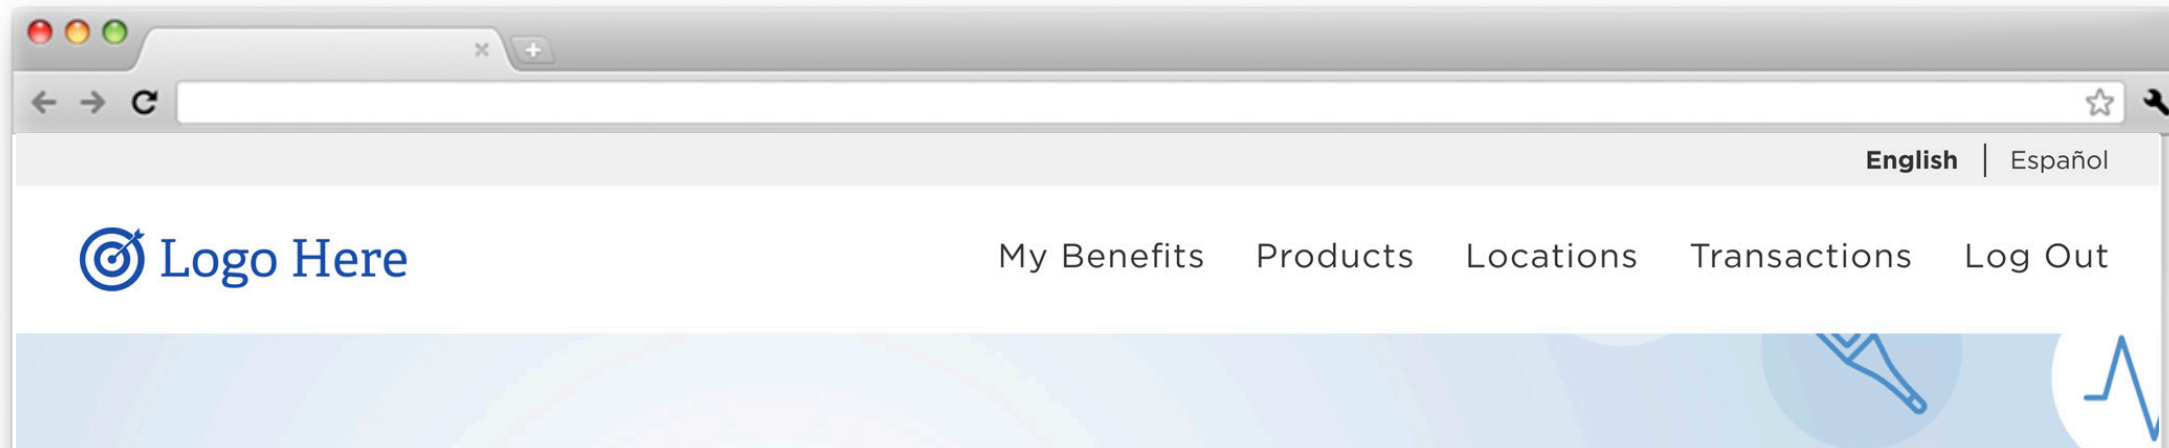 English | Español
Logo Here
My Benefits Products Locations Transactions Log Out